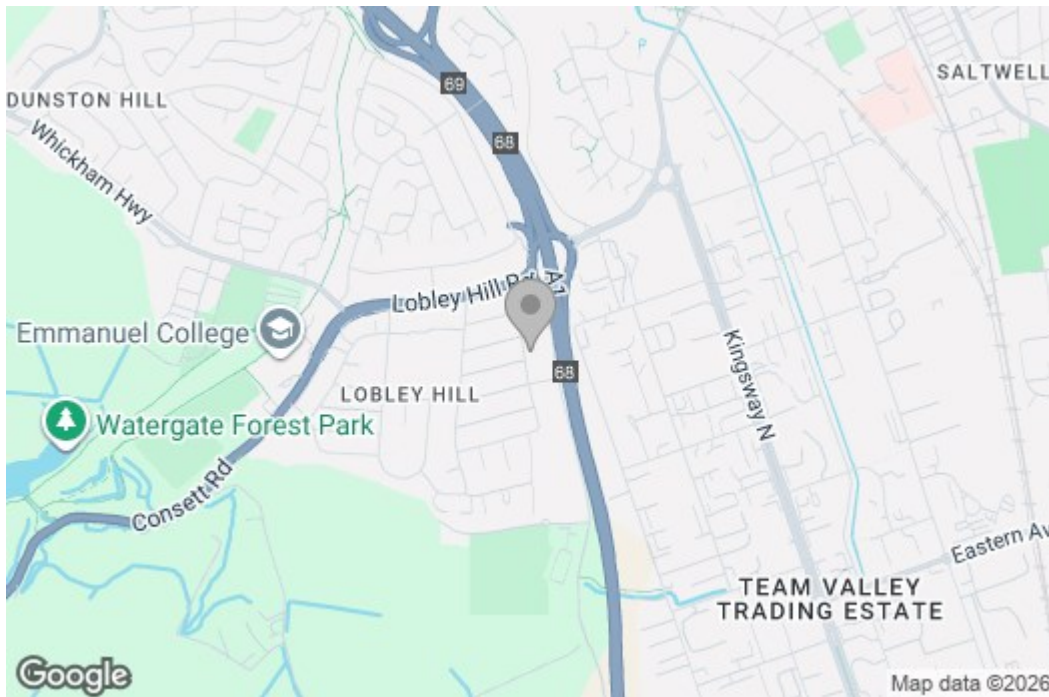 69
SALTWELL
DUNSTON HILL
68
Whickham Hwy
Lobley Hill Rd
A1
Emmanuel College
Kingsway N
68
LOBLEY HILL
Watergate Forest Park
Consett Rd
Eastern Av
TEAM VALLEY
TRADING ESTATE
Google
Map data ©2026